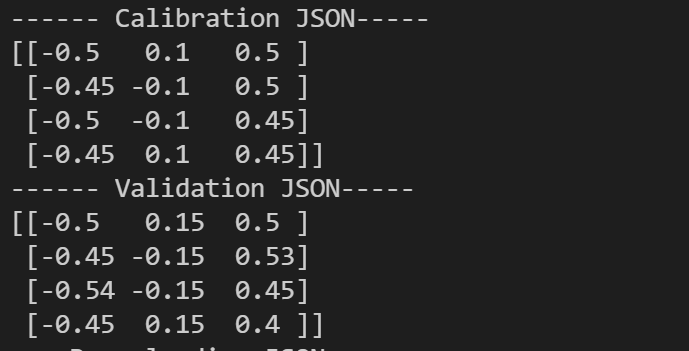 ------ Calibration JSON-----
[[-0.5   0.1   0.5 ]
 [-0.45 -0.1   0.5 ]
 [-0.5  -0.1   0.45]
 [-0.45  0.1   0.45]]
------ Validation JSON-----
[[-0.5   0.15  0.5 ]
 [-0.45 -0.15  0.53]
 [-0.54 -0.15  0.45]
 [-0.45  0.15  0.4 ]]
JSON